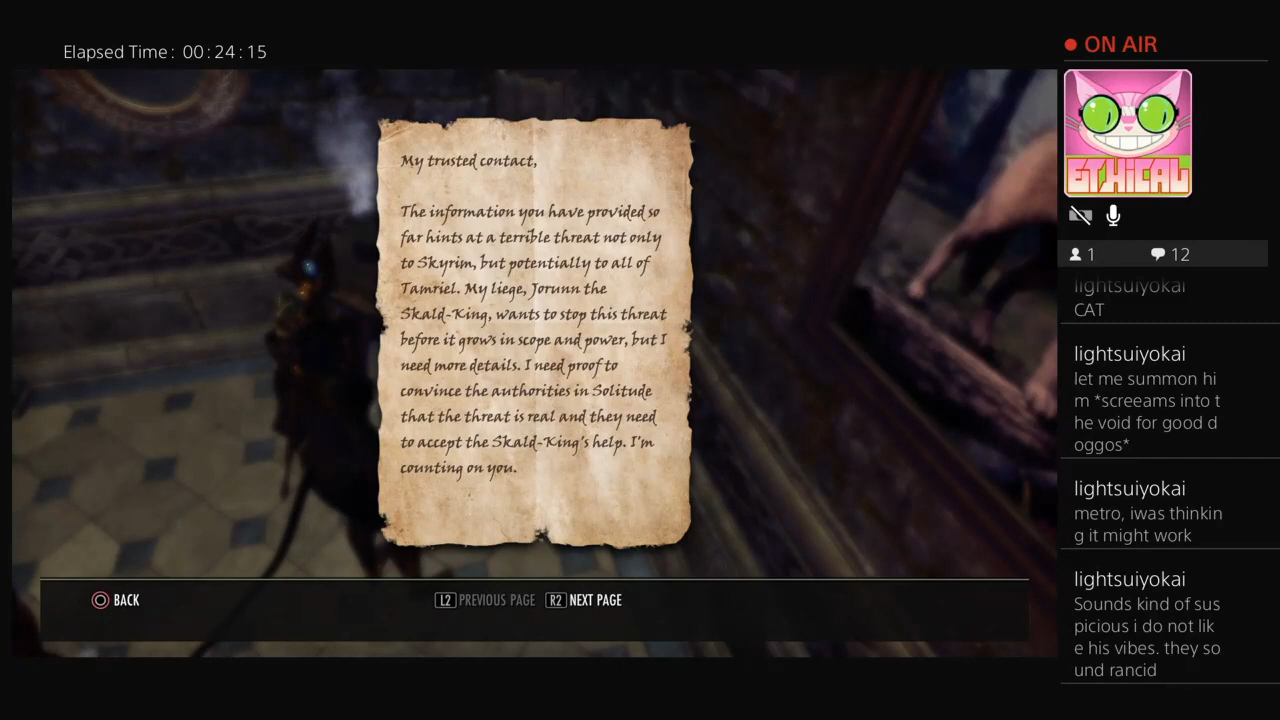 Elapsed Time: 00:24:15
ON AIR
ETHICAL
1
12
lightsuiyokai
CAT
lightsuiyokai
let me summon hi
m *screeams into t
he void for good d
oggos*
lightsuiyokai
metro, iwas thinkin
g it might work
lightsuiyokai
Sounds kind of sus
picious i do not lik
e his vibes. they so
und rancid
My trusted contact,
The information you have provided so
far hints at a terrible threat not only
to Skyrim, but potentially to all of
Tamriel. My liege, Jorunn the
Skald-King, wants to stop this threat
before it grows in scope and power, but I
need more details. I need proof to
convince the authorities in Solitude
that the threat is real and they need
to accept the Skald-King's help. I'm
counting on you.
BACK
L2 PREVIOUS PAGE R2 NEXT PAGE